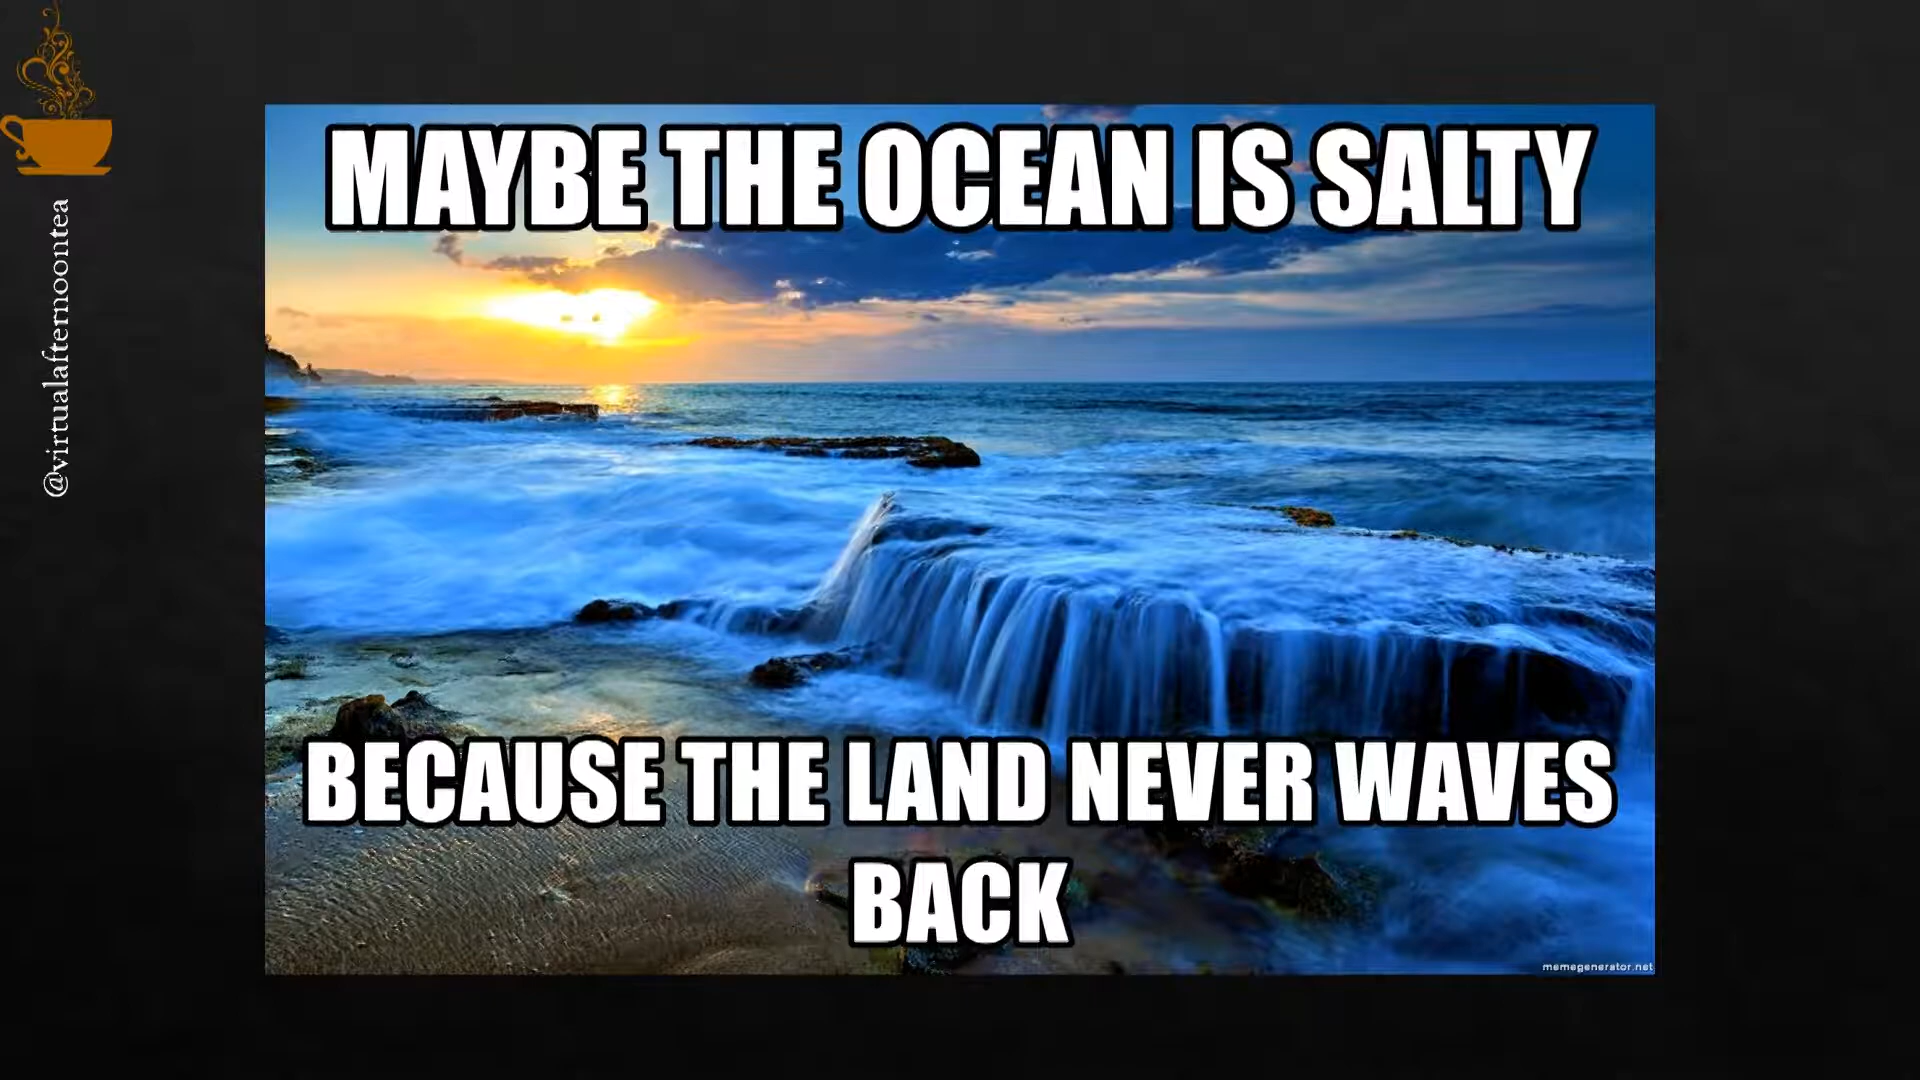 @virtualafternoontea
MAYBE THE OCEAN IS SALTY
BECAUSE THE LAND NEVER WAVES
BACK
memegenerator.net